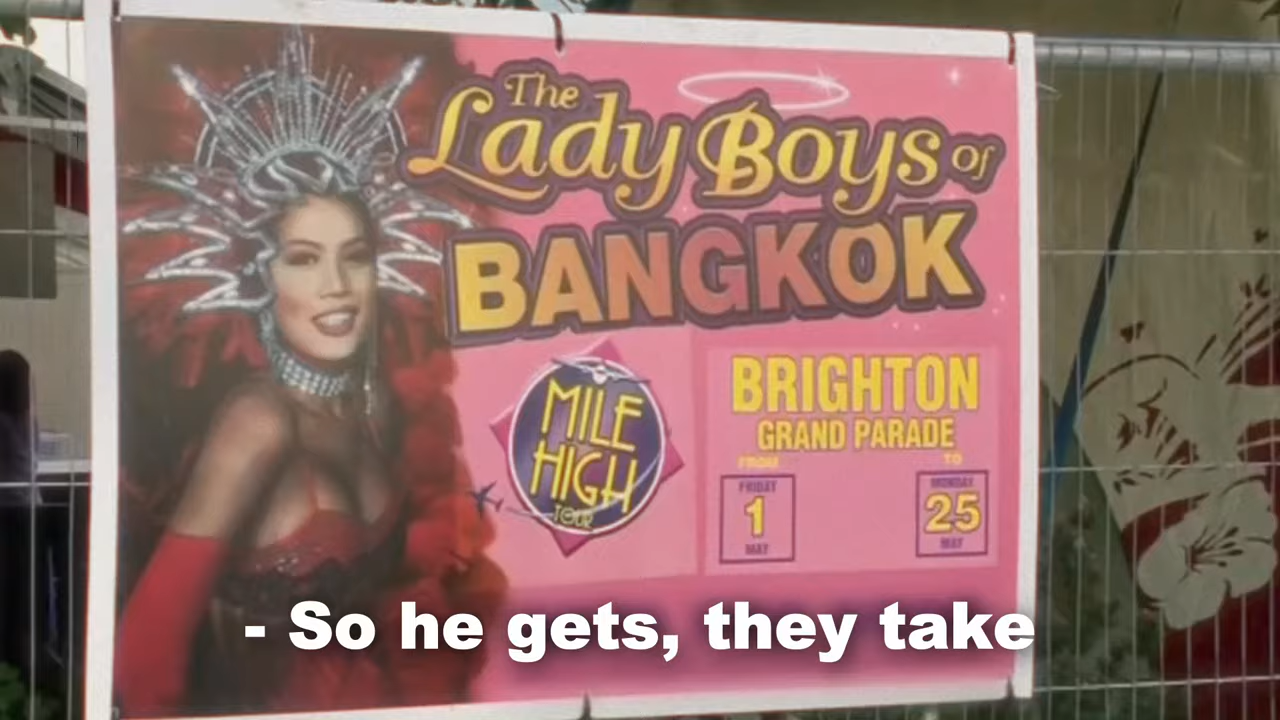 The
Lady Boys of
BANGKOK
MILE
HIGH
TOUR
BRIGHTON
GRAND PARADE
FROM
TO
FRIDAY
1
MAY
MONDAY
25
MAY
- So he gets, they take